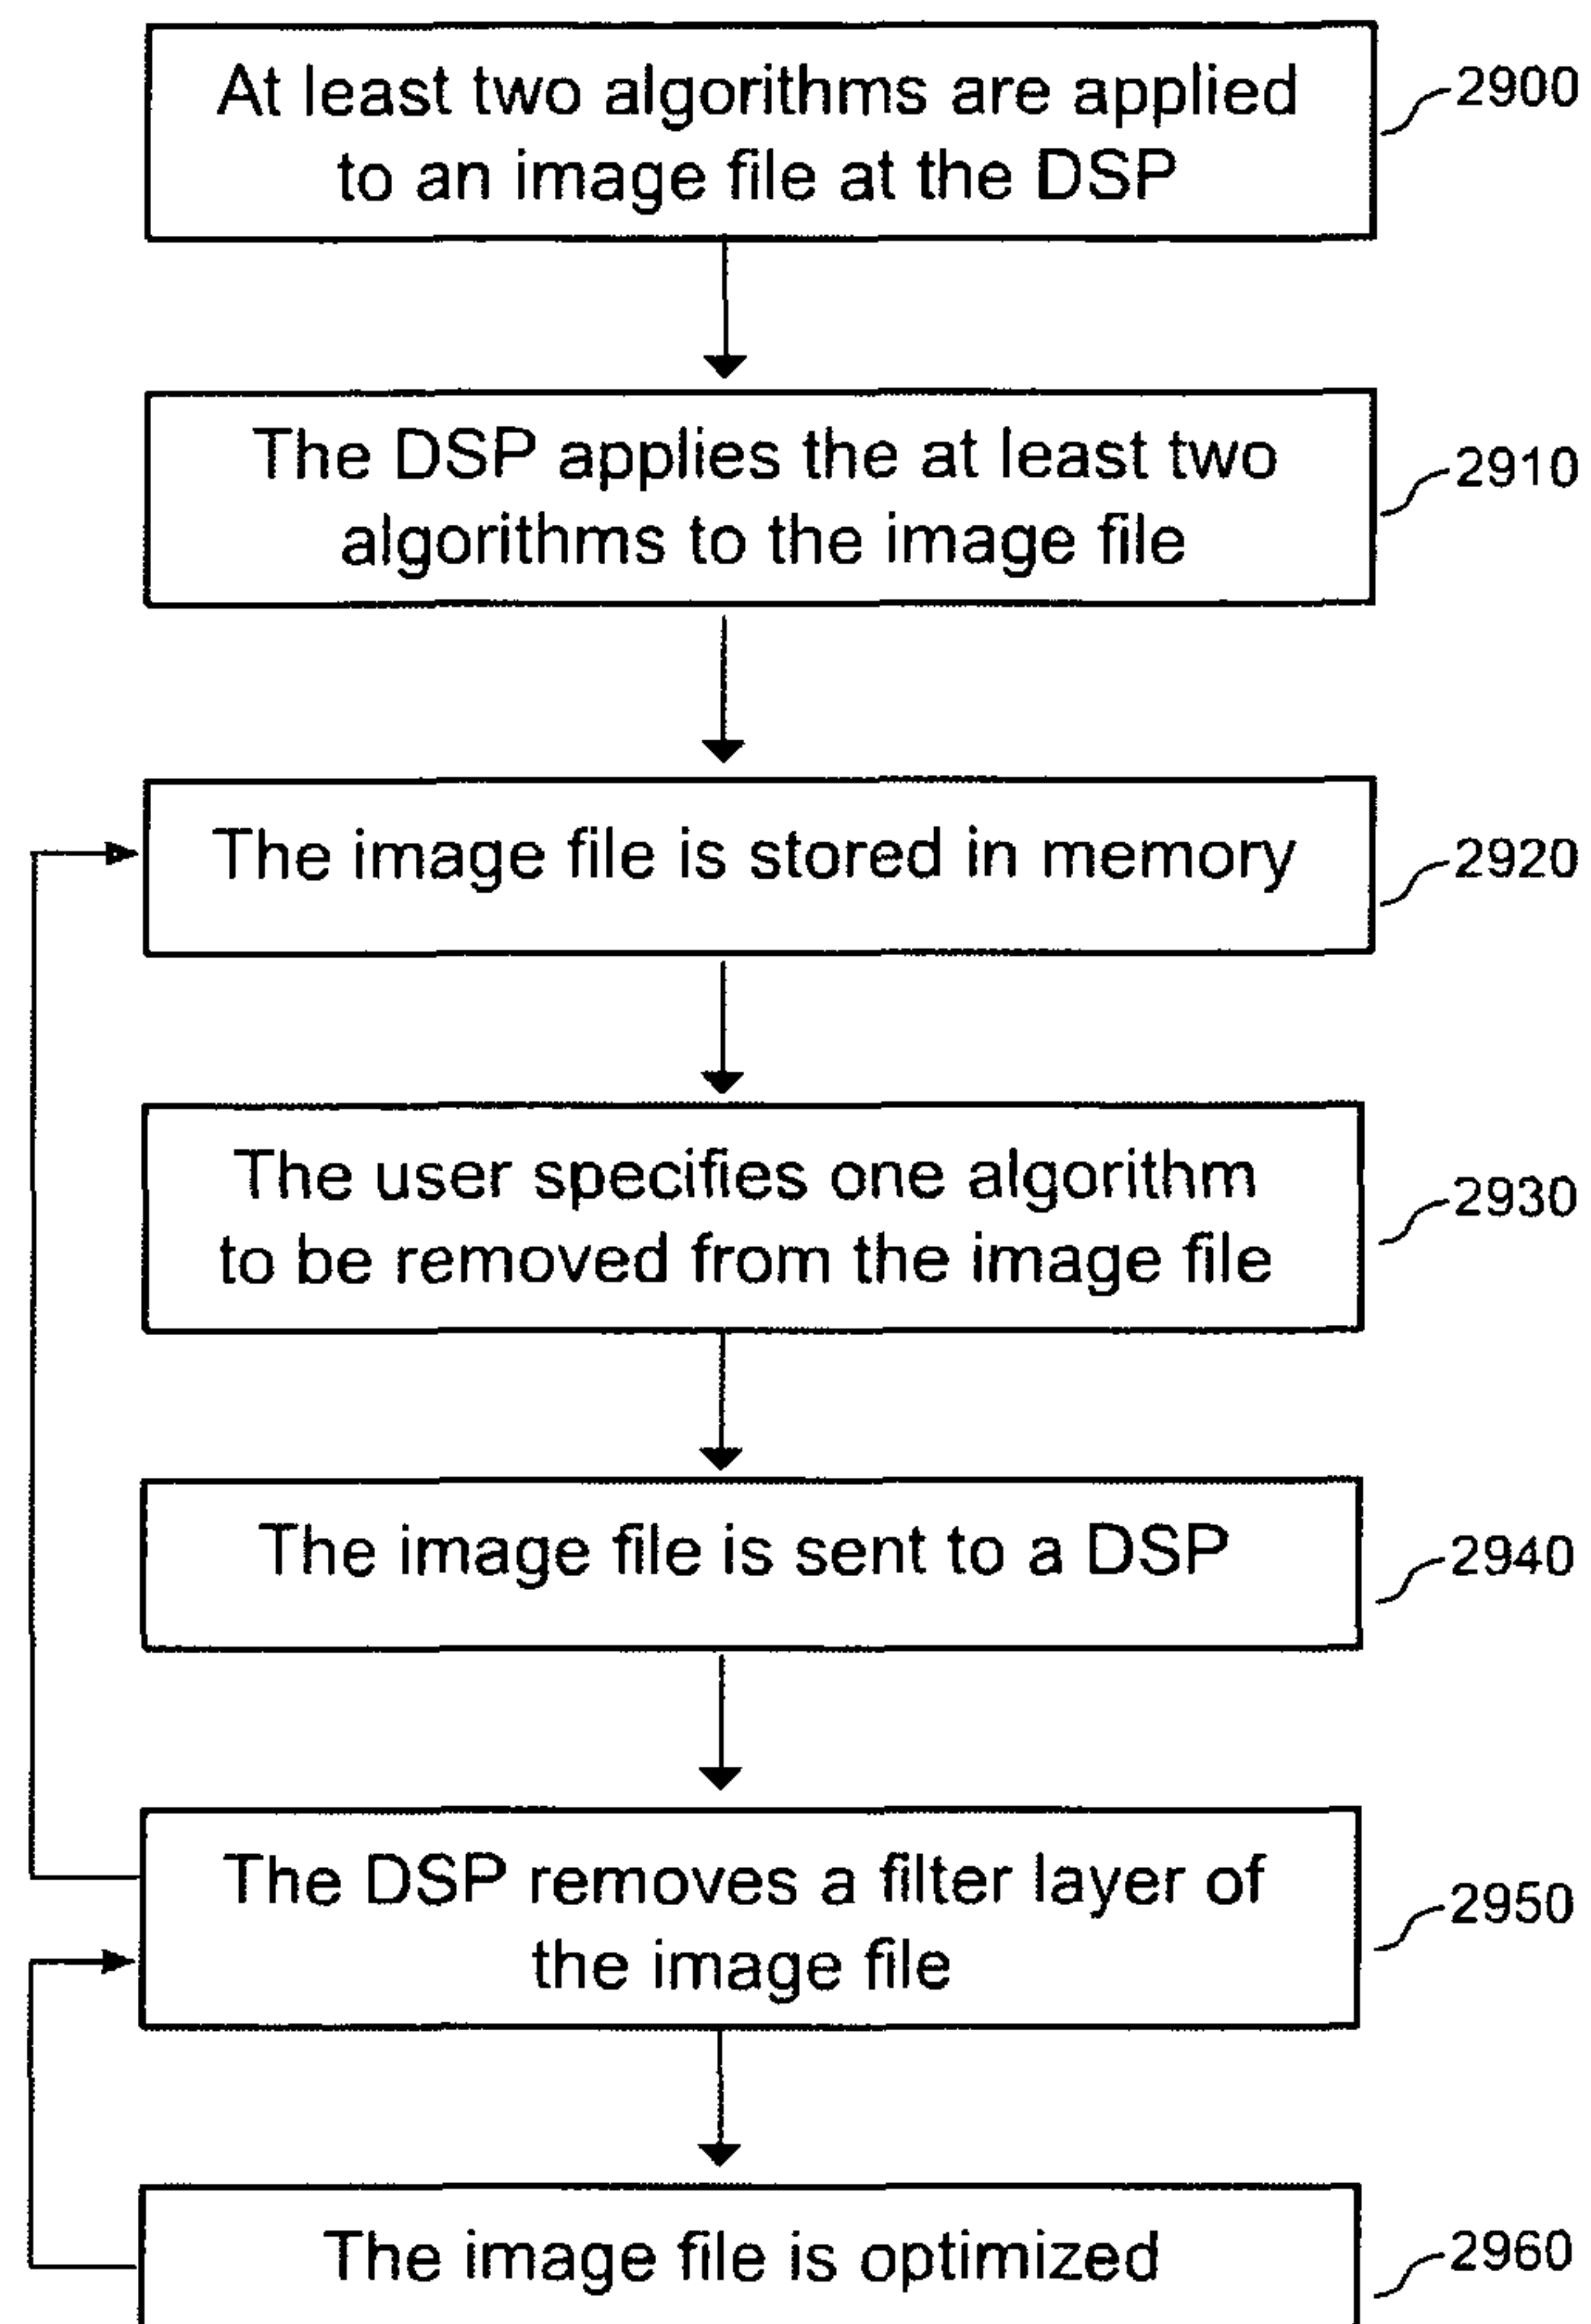 At least two algorithms are applied
to an image file at the DSP
2900
The DSP applies the at least two
algorithms to the image file
2910
The image file is stored in memory
2920
The user specifies one algorithm
to be removed from the image file
2930
The image file is sent to a DSP
2940
The DSP removes a filter layer of
the image file
2950
The image file is optimized
2960